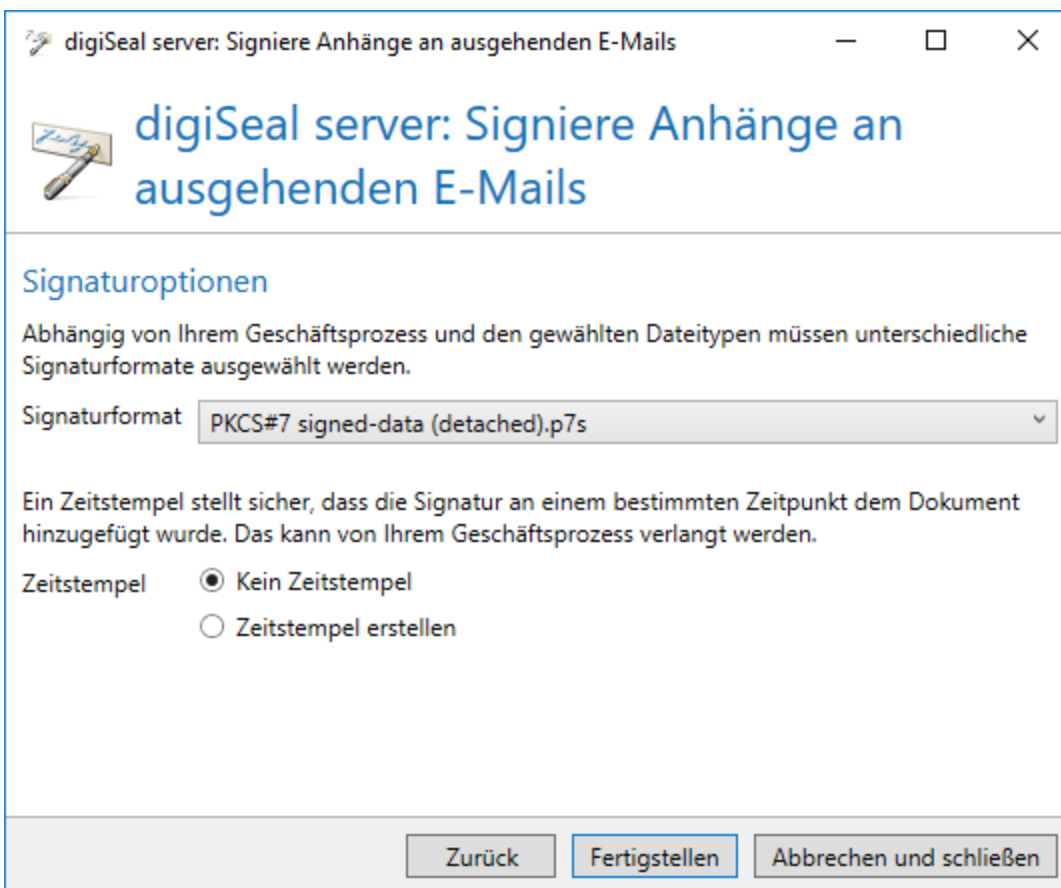 digiSeal server: Signiere Anhänge an ausgehenden E-Mails
digiSeal server: Signiere Anhänge an
ausgehenden E-Mails
Signaturoptionen
Abhängig von Ihrem Geschäftsprozess und den gewählten Dateitypen müssen unterschiedliche
Signaturformate ausgewählt werden.
Signaturformat PKCS#7 signed-data (detached).p7s
Ein Zeitstempel stellt sicher, dass die Signatur an einem bestimmten Zeitpunkt dem Dokument
hinzugefügt wurde. Das kann von Ihrem Geschäftsprozess verlangt werden.
Zeitstempel Kein Zeitstempel
Zeitstempel erstellen
Zurück Fertigstellen Abbrechen und schließen